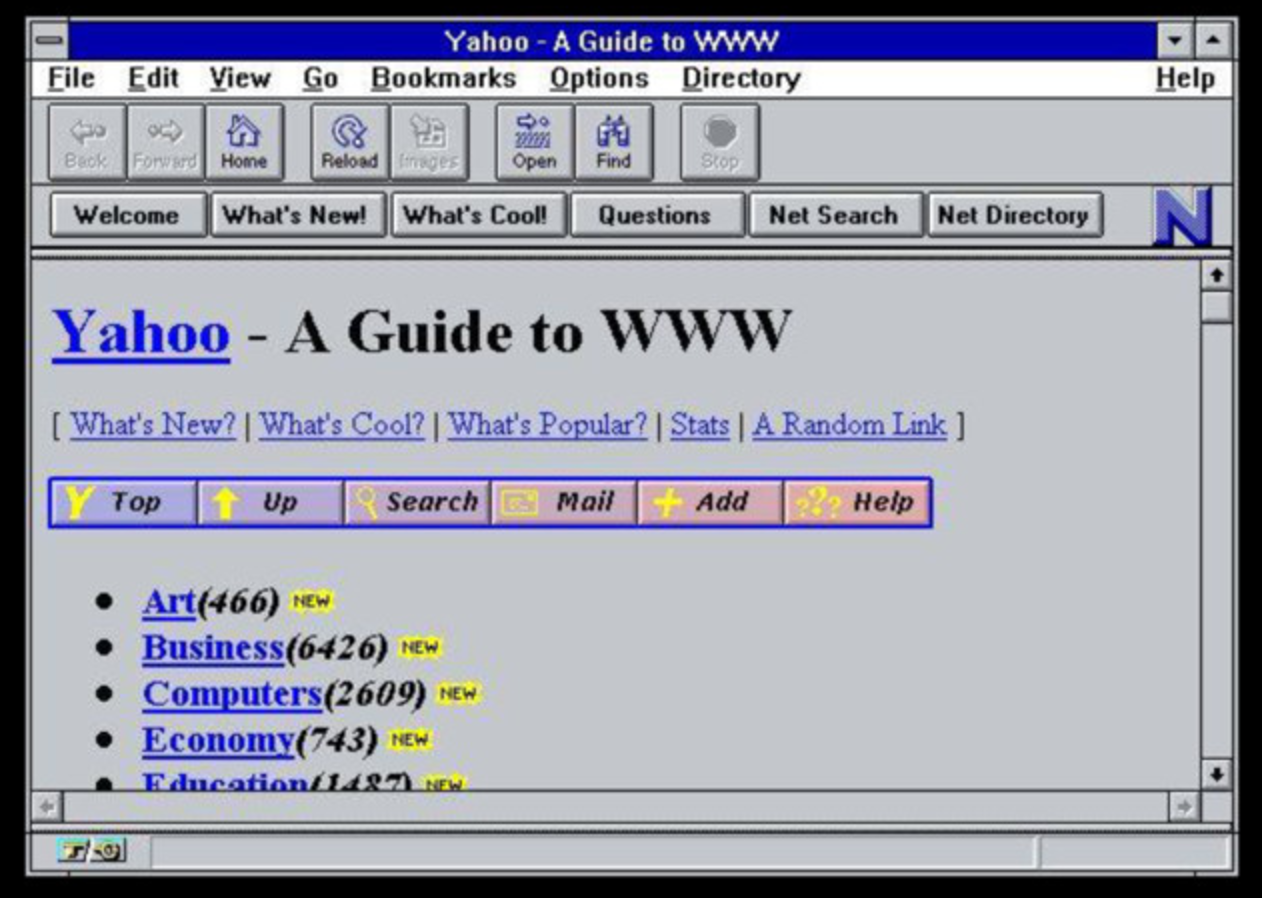 Yahoo - A Guide to WWW
File Edit View Go Bookmarks Options Directory Help
Back Forward Home Reload Images Open Find Stop
Welcome What's New! What's Cool! Questions Net Search Net Directory
N
Yahoo - A Guide to WWW
[ What's New? | What's Cool? | What's Popular? | Stats | A Random Link ]
Y Top Up Search Mail Add ??? Help
Art(466) NEW
Business(6426) NEW
Computers(2609) NEW
Economy(743) NEW
Education(1487) NEW